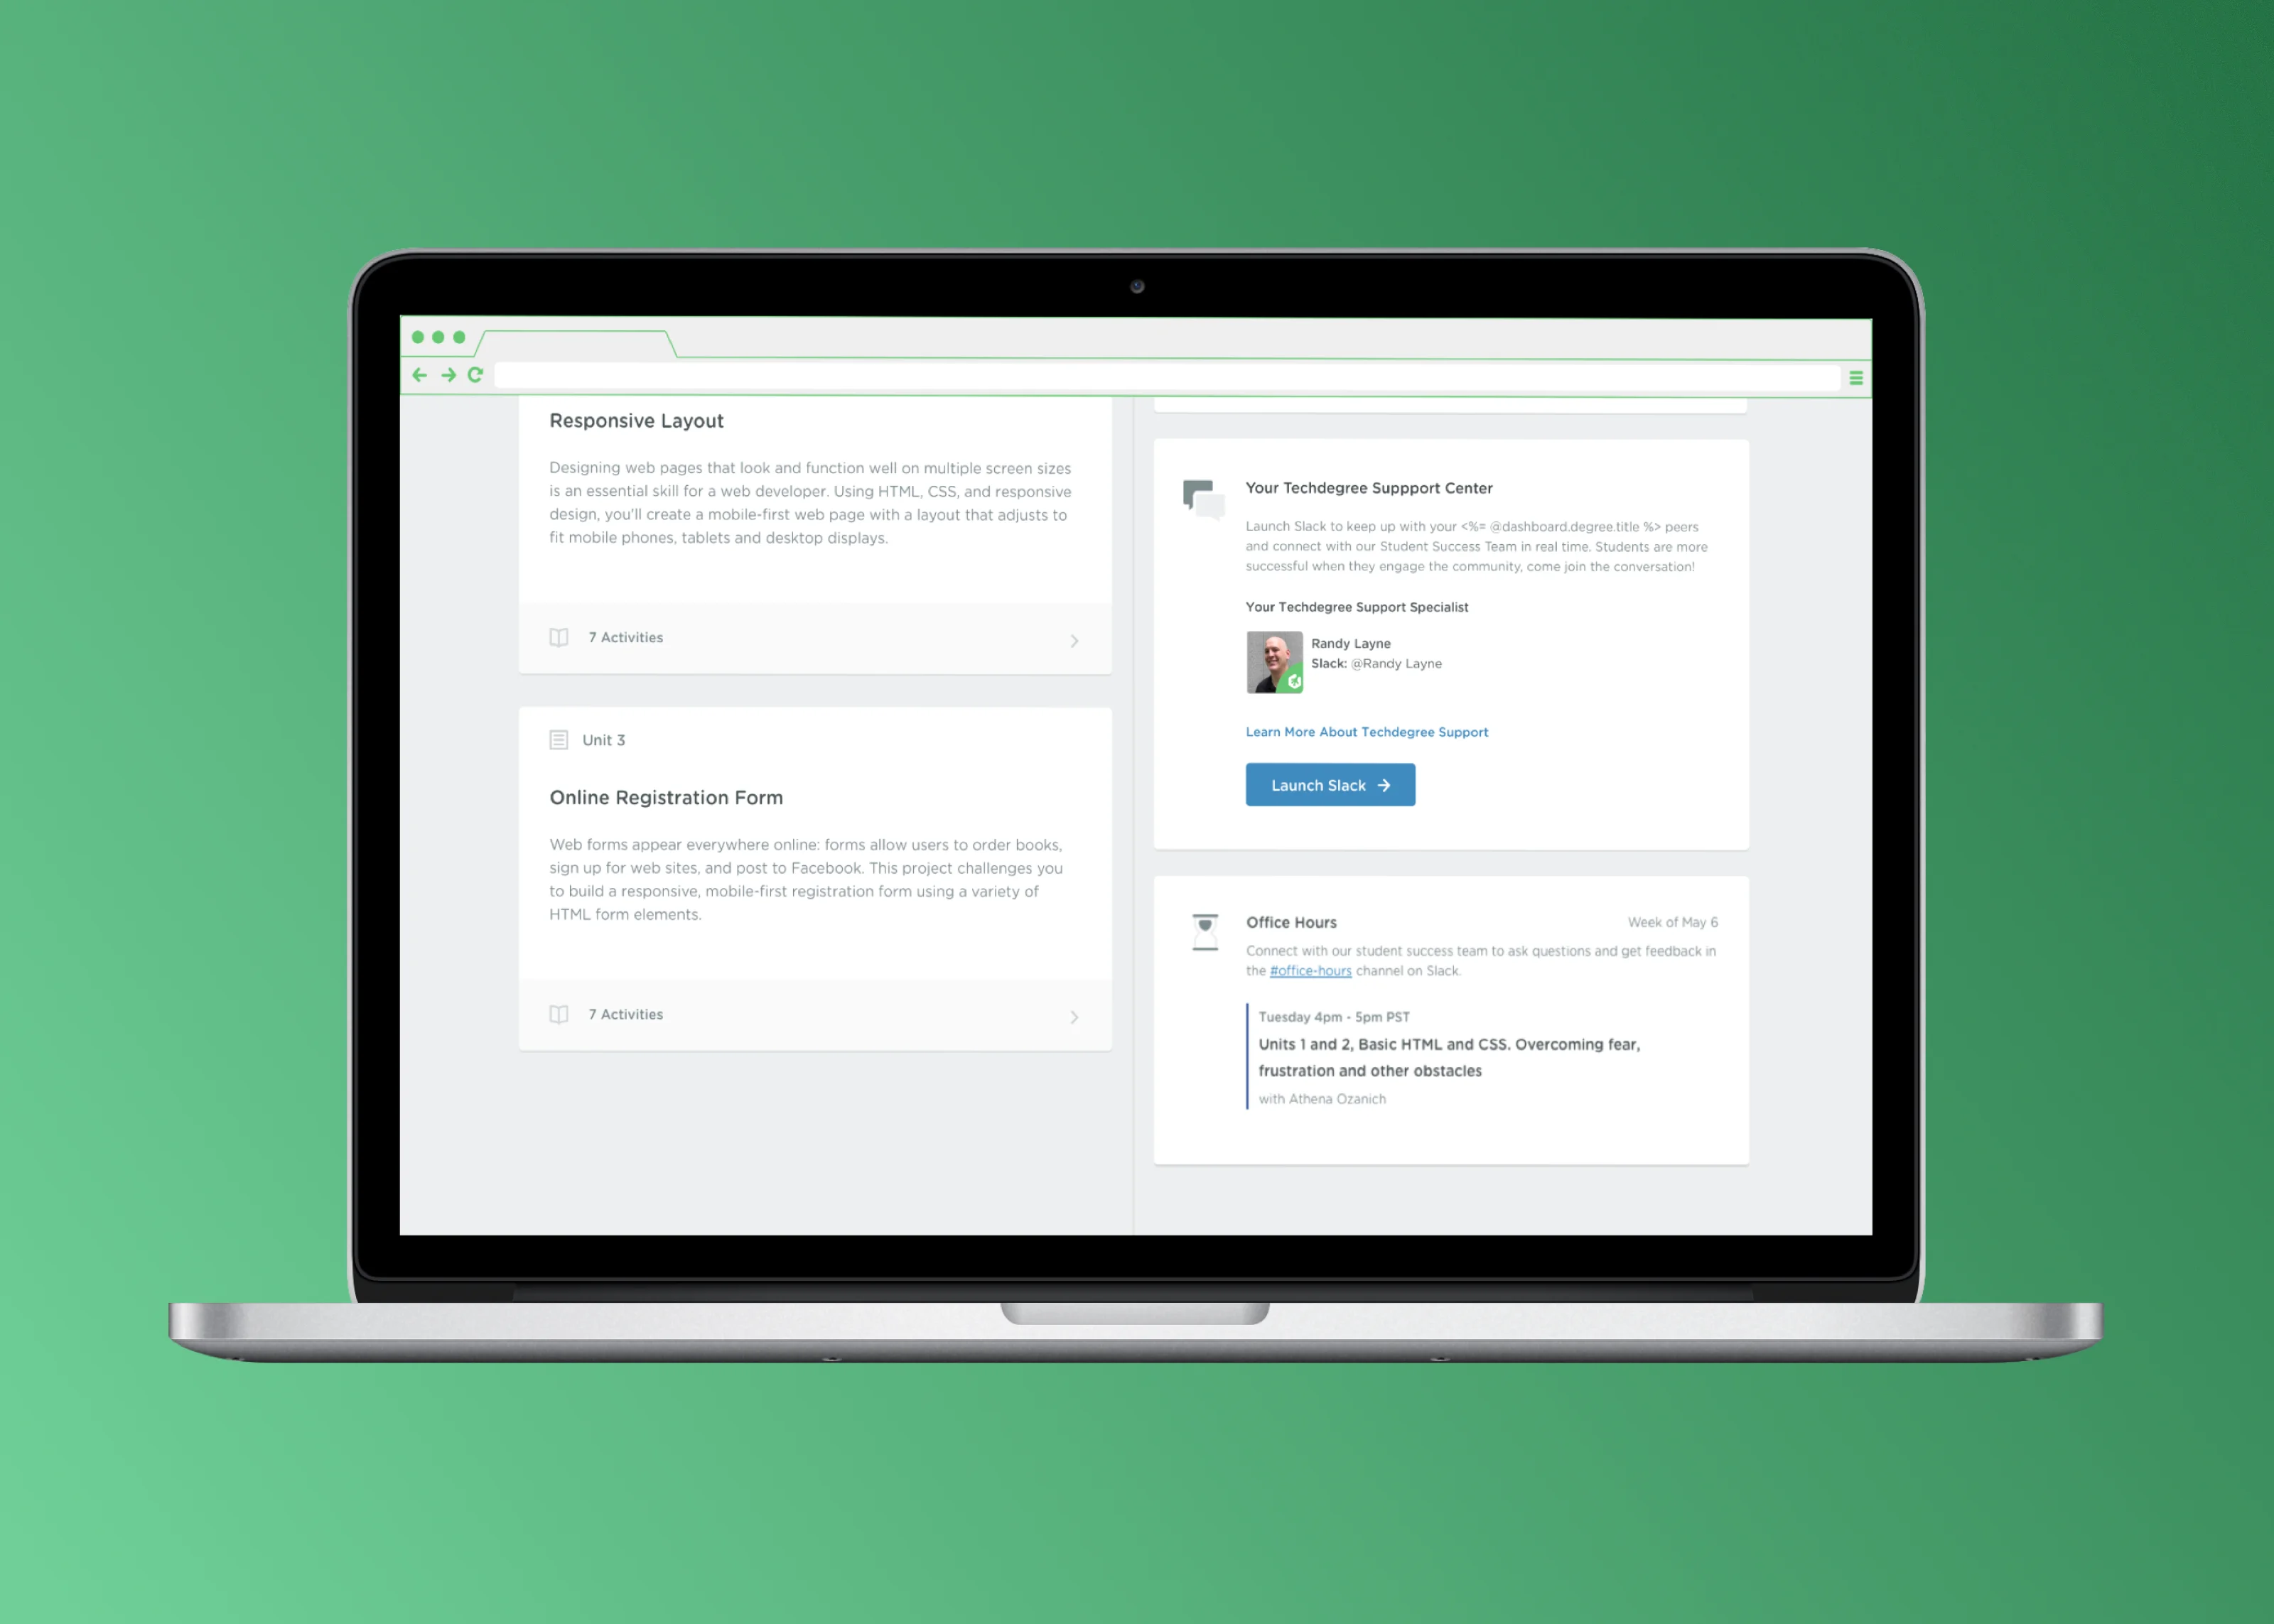 Responsive Layout
Designing web pages that look and function well on multiple screen sizes
is an essential skill for a web developer. Using HTML, CSS, and responsive
design, you'll create a mobile-first web page with a layout that adjusts to
fit mobile phones, tablets and desktop displays.
7 Activities
Unit 3
Online Registration Form
Web forms appear everywhere online: forms allow users to order books,
sign up for web sites, and post to Facebook. This project challenges you
to build a responsive, mobile-first registration form using a variety of
HTML form elements.
7 Activities
Your Techdegree Suppport Center
Launch Slack to keep up with your <%= @dashboard.degree.title %> peers
and connect with our Student Success Team in real time. Students are more
successful when they engage the community, come join the conversation!
Your Techdegree Support Specialist
Randy Layne
Slack: @Randy Layne
Learn More About Techdegree Support
Launch Slack
Office Hours
Week of May 6
Connect with our student success team to ask questions and get feedback in
the #office-hours channel on Slack.
Tuesday 4pm - 5pm PST
Units 1 and 2, Basic HTML and CSS. Overcoming fear,
frustration and other obstacles
with Athena Ozanich